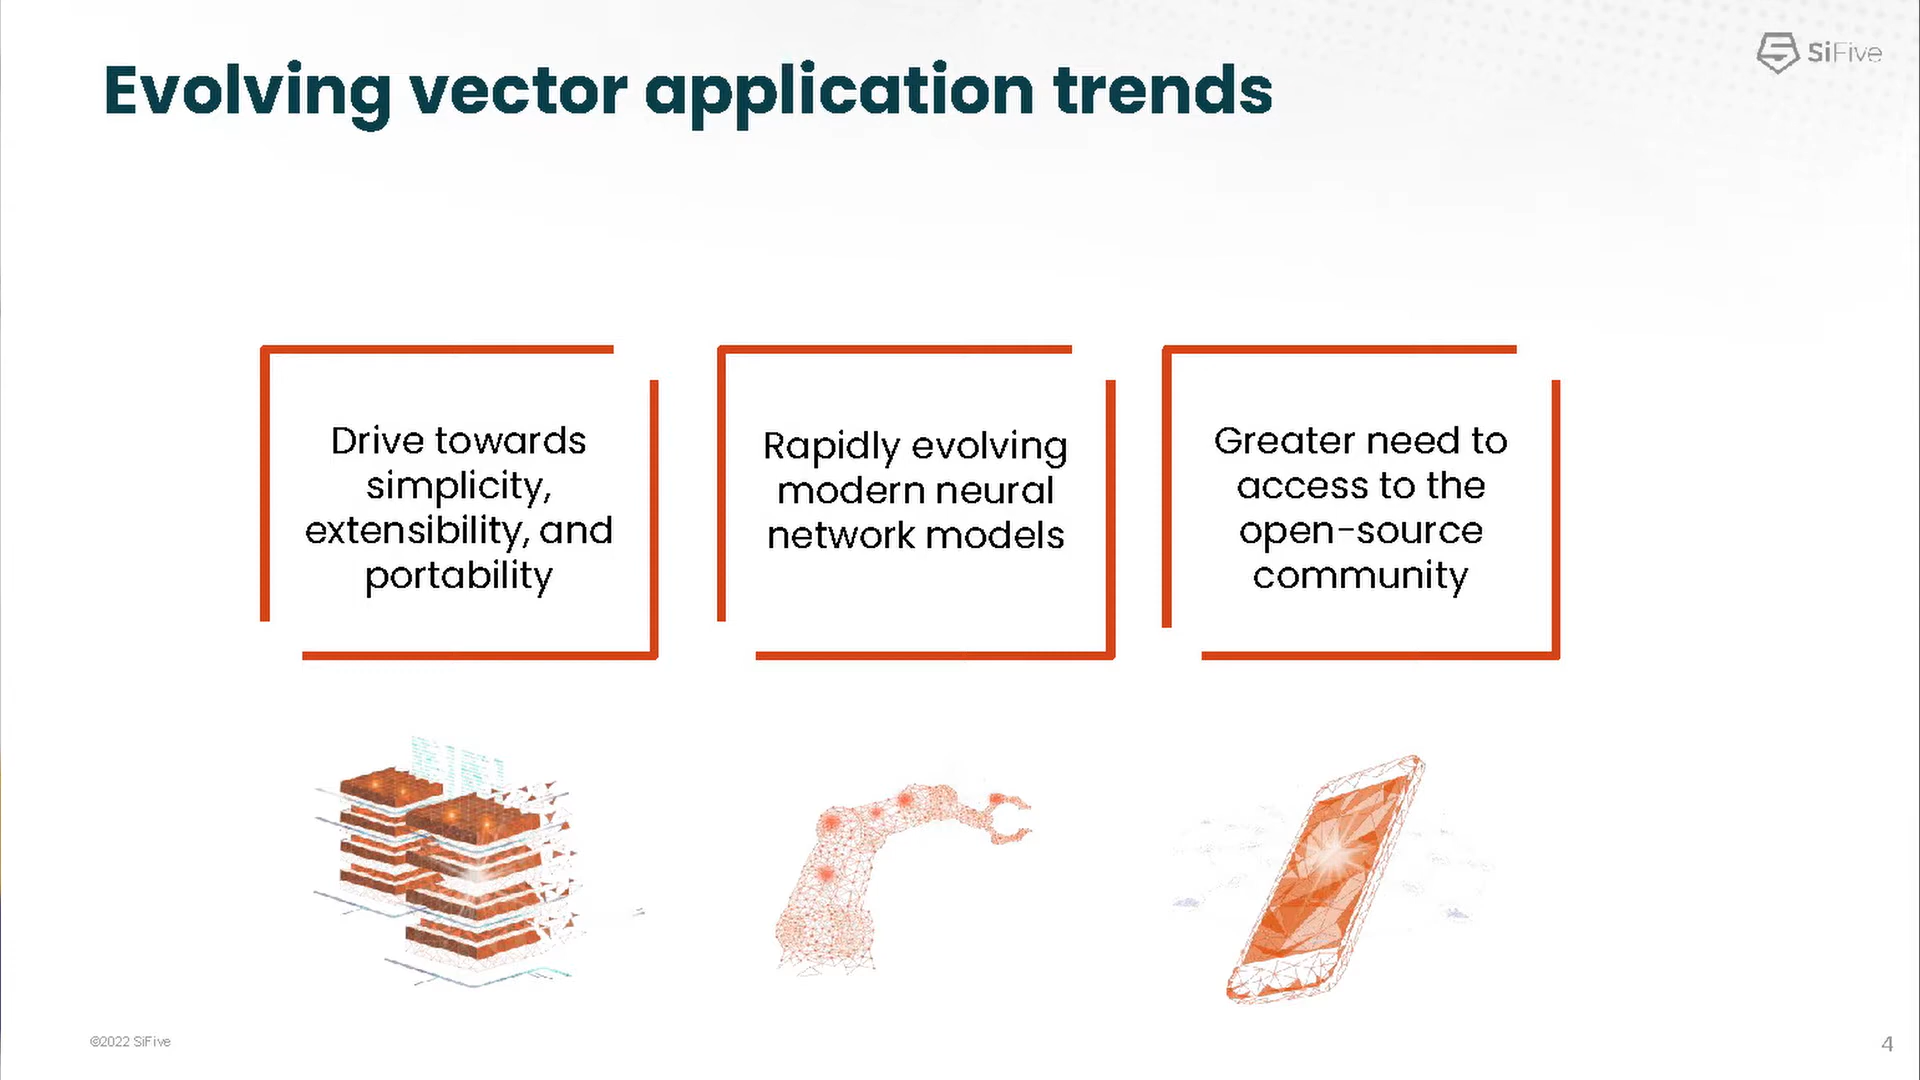 Evolving vector application trends
SiFive
Drive towards
simplicity,
extensibility, and
portability
Rapidly evolving
modern neural
network models
Greater need to
access to the
open-source
community
©2022 SiFive
4